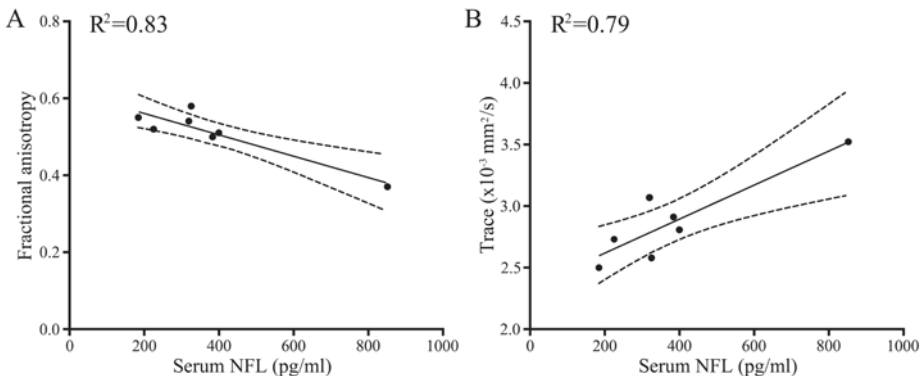 A
R²=0.83
Fractional anisotropy
0.8
0.6
0.4
0.2
0.0
0 200 400 600 800 1000
Serum NFL (pg/ml)
B
R²=0.79
Trace (x10⁻³ mm²/s)
4.5
4.0
3.5
3.0
2.5
2.0
0 200 400 600 800 1000
Serum NFL (pg/ml)